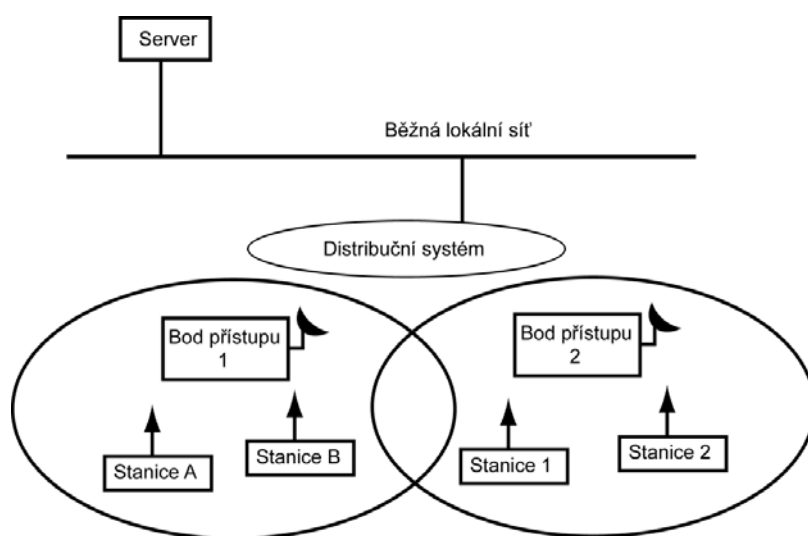 Server
Běžná lokální síť
Distribuční systém
Bod přístupu
1
Bod přístupu
2
Stanice A
Stanice B
Stanice 1
Stanice 2